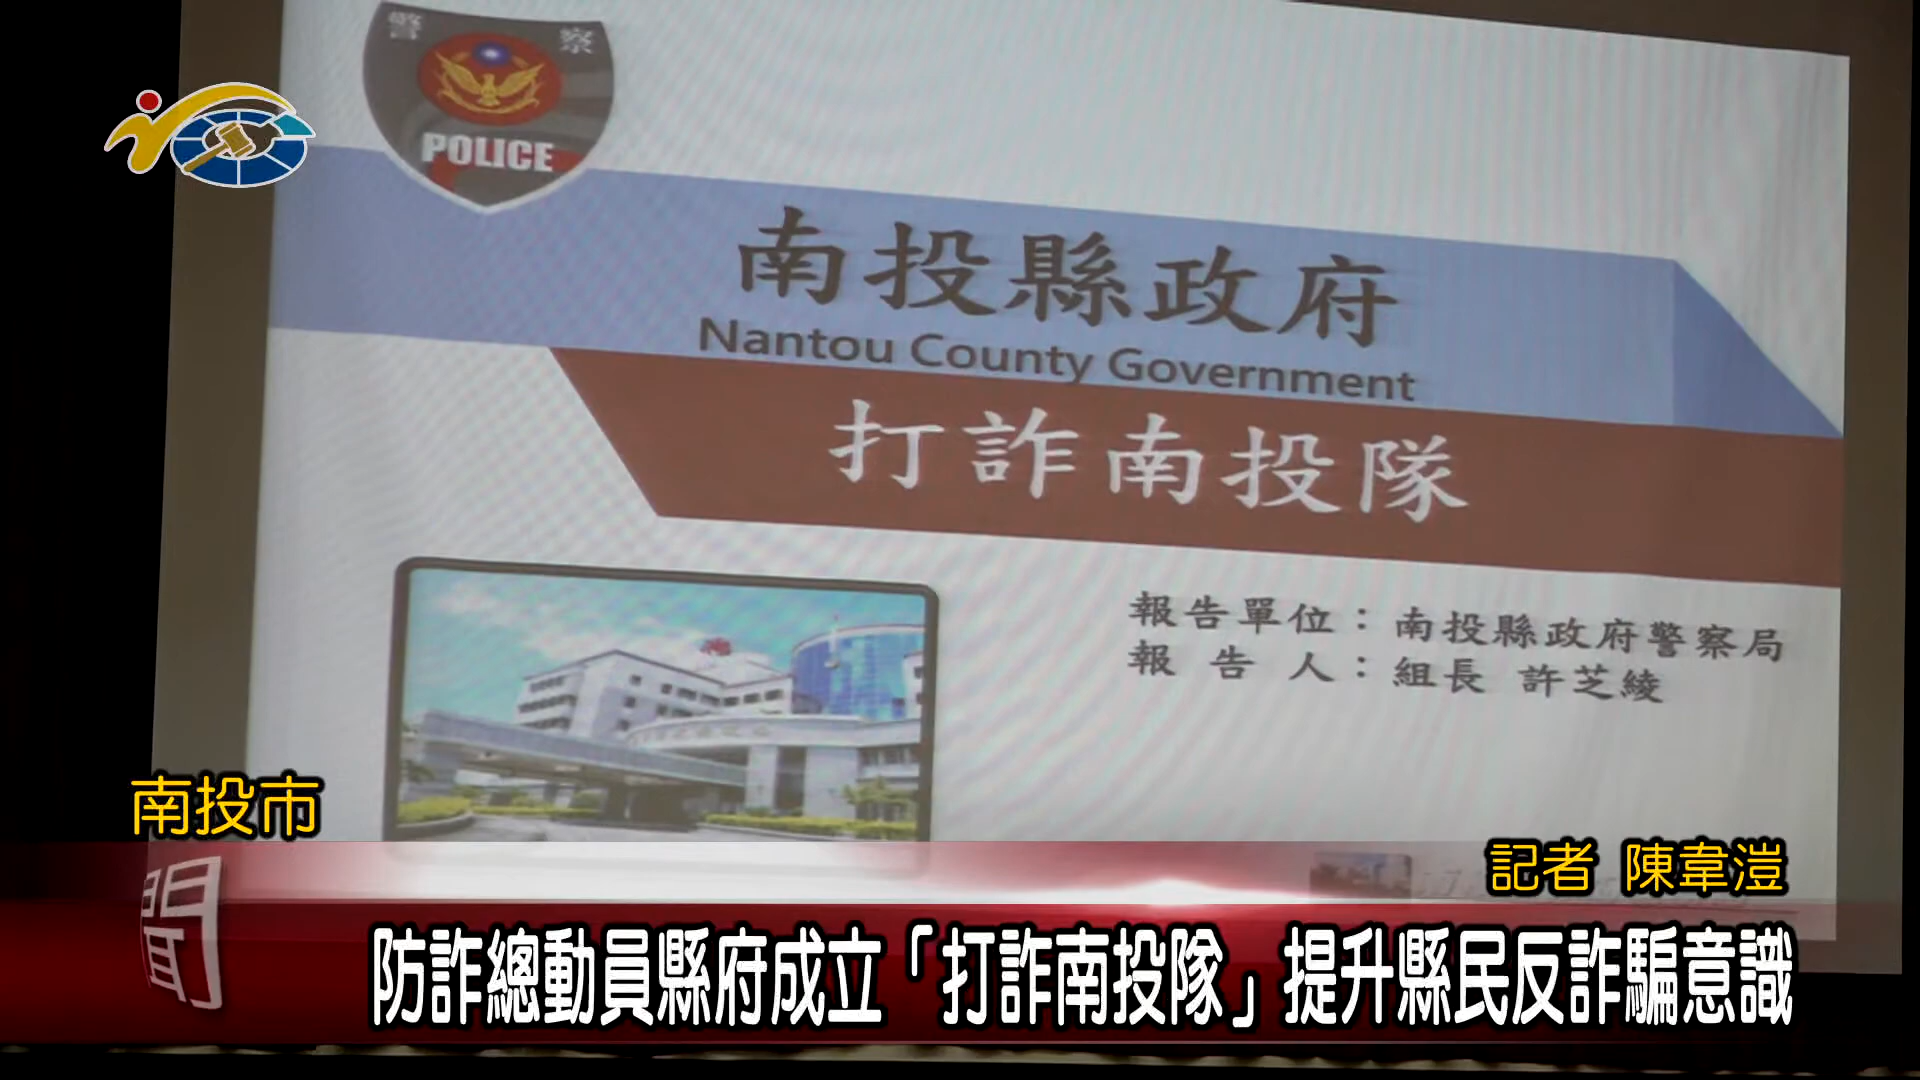 警察
POLICE
南投縣政府
Nantou County Government
打詐南投隊
報告單位：南投縣政府警察局
報告人：組長 許芝綾
南投市
記者 陳韋澧
聞
防詐總動員縣府成立「打詐南投隊」提升縣民反詐騙意識